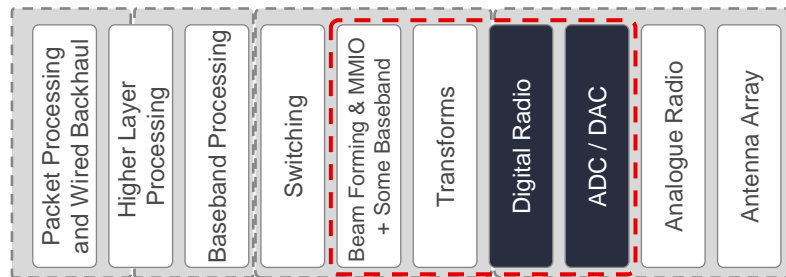 Packet Processing
and Wired Backhaul
Higher Layer
Processing
Baseband Processing
Switching
Beam Forming & MMIO
+ Some Baseband
Transforms
Digital Radio
ADC / DAC
Analogue Radio
Antenna Array